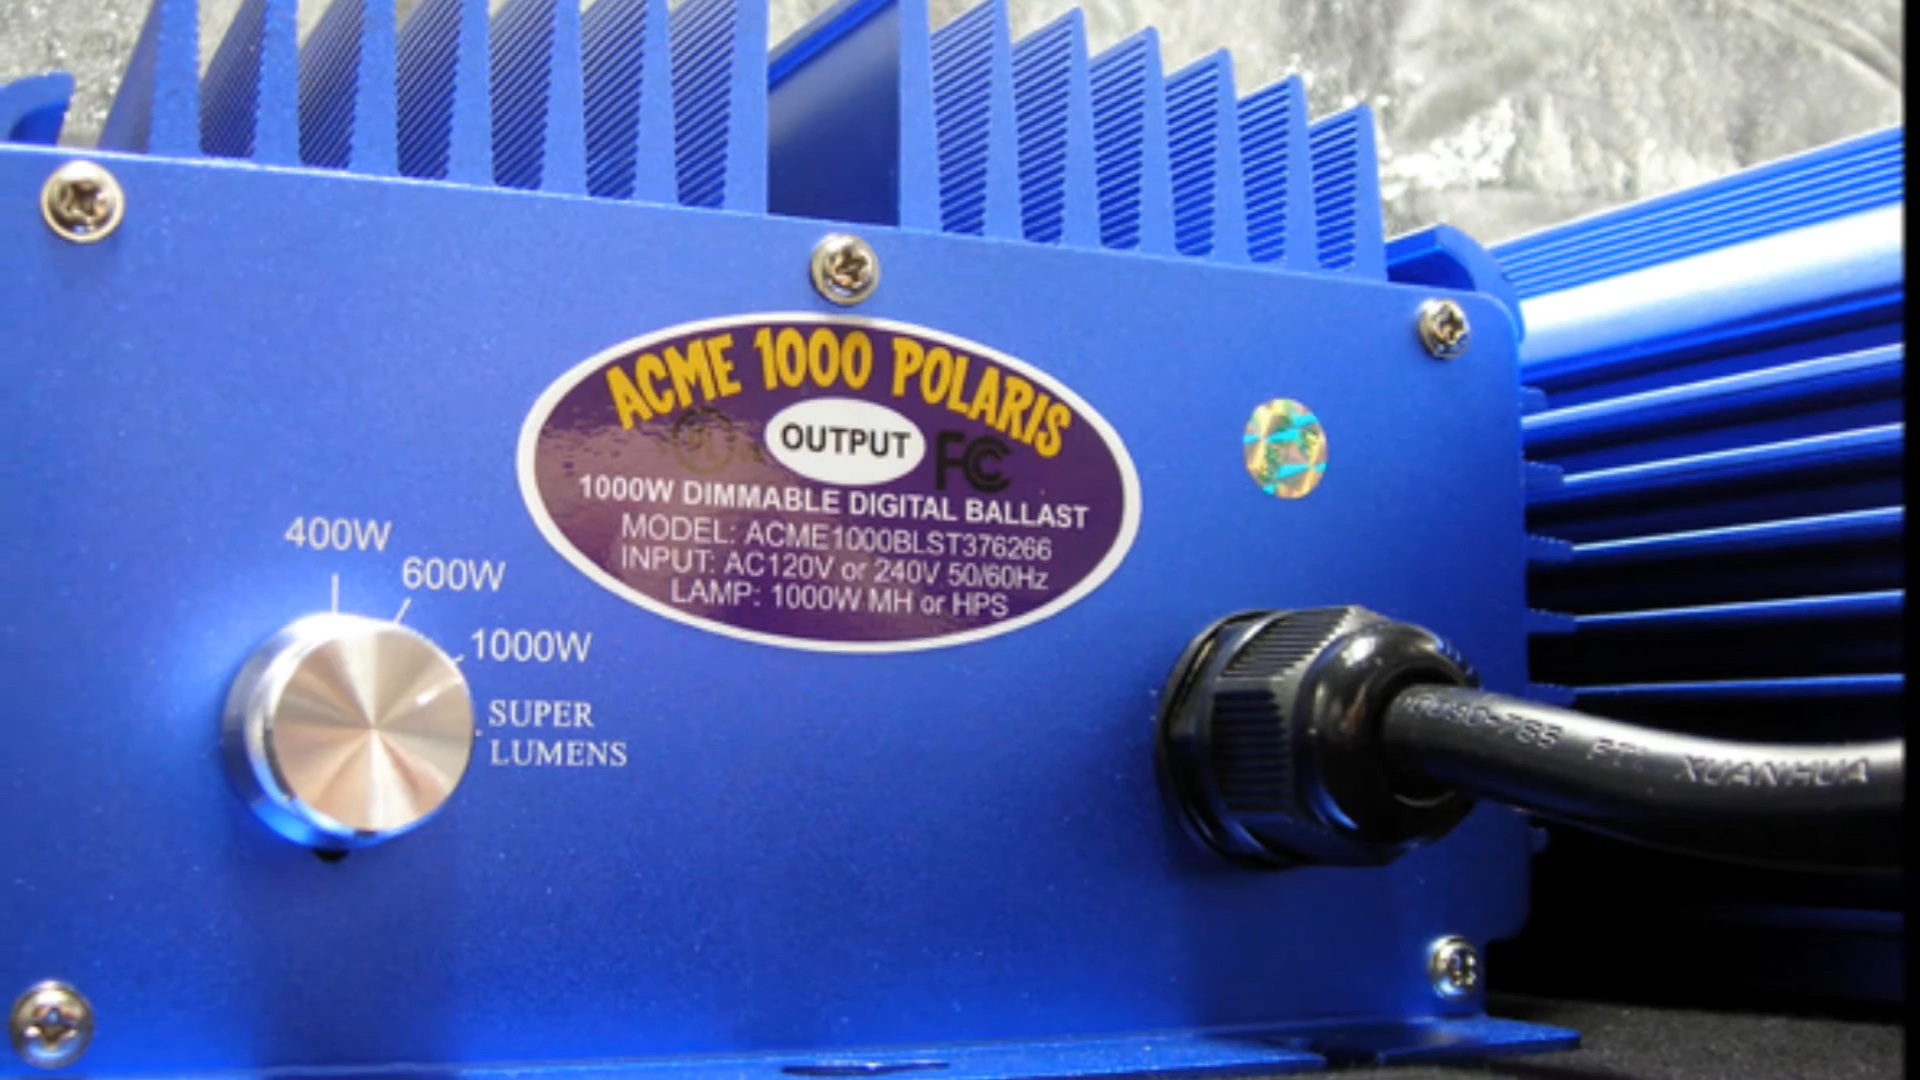 ACME 1000 POLARIS
UL
OUTPUT
FC
1000W DIMMABLE DIGITAL BALLAST
MODEL: ACME1000BLST376266
INPUT: AC120V or 240V 50/60Hz
LAMP: 1000W MH or HPS
400W
600W
1000W
SUPER
LUMENS
XUANHUA